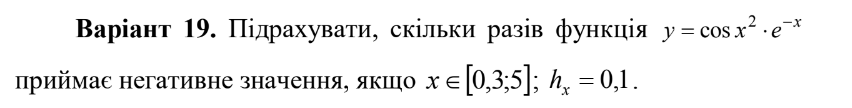 Варіант 19. Підрахувати, скільки разів функція y = cos x² · e⁻ˣ
приймає негативне значення, якщо x ∈ [0,3;5]; hₓ = 0,1.